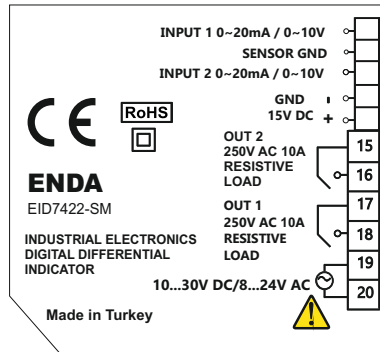 INPUT 1 0~20mA / 0~10V
SENSOR GND
INPUT 2 0~20mA / 0~10V
GND -
15V DC +
CE RoHS
OUT 2
250V AC 10A
RESISTIVE
LOAD
15
16
ENDA
EID7422-SM
OUT 1
250V AC 10A
RESISTIVE
LOAD
17
18
INDUSTRIAL ELECTRONICS
DIGITAL DIFFERENTIAL
INDICATOR
10...30V DC/8...24V AC
19
20
Made in Turkey